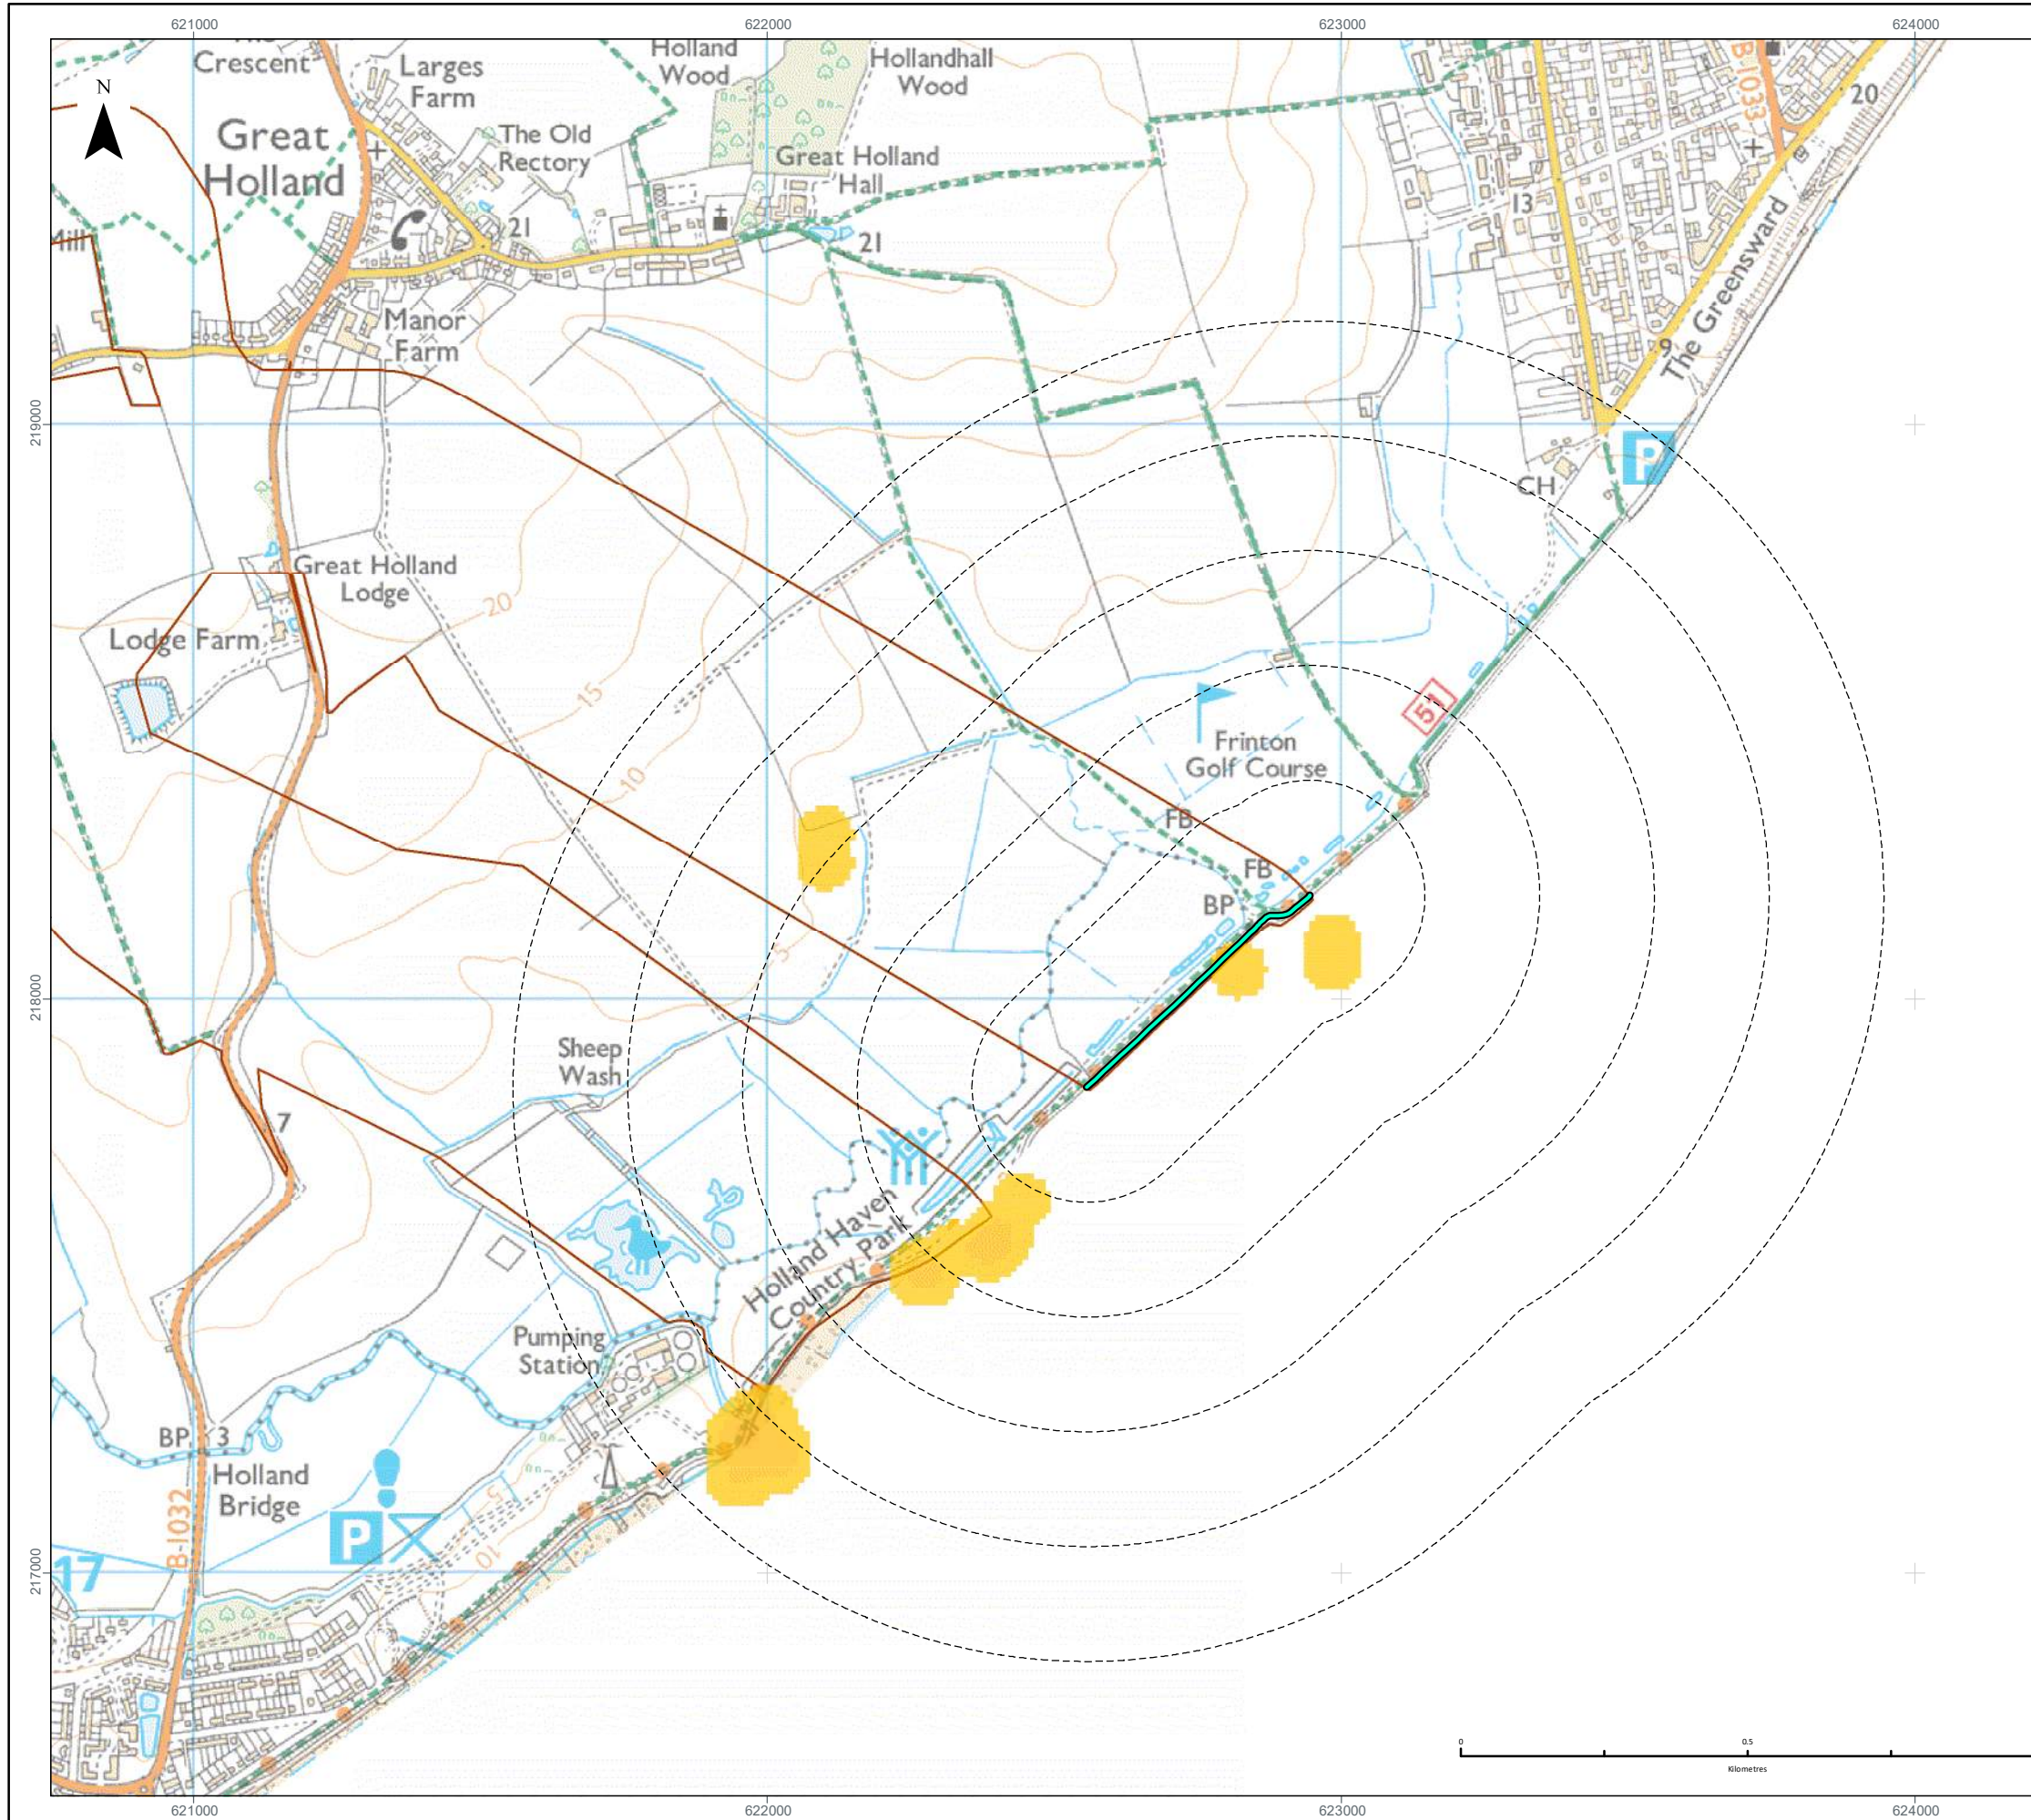 621000
622000
623000
624000
Crescent
Larges
Farm
Holland
Wood
Hollandhall
Wood
B 1033
20
N
Great
Holland
The Old
Rectory
Great Holland
Hall
13
21
21
Mill
Manor
Farm
The Greensward
9
219000
CH
P
Great Holland
Lodge
20
Lodge Farm
15
51
10
Frinton
Golf Course
FB
FB
BP
5
218000
Sheep
Wash
7
Holland Haven
Country Park
Pumping
Station
BP
3
Holland
Bridge
5
P
B-1032
10
17
217000
0
0.5
Kilometres
621000
622000
623000
624000